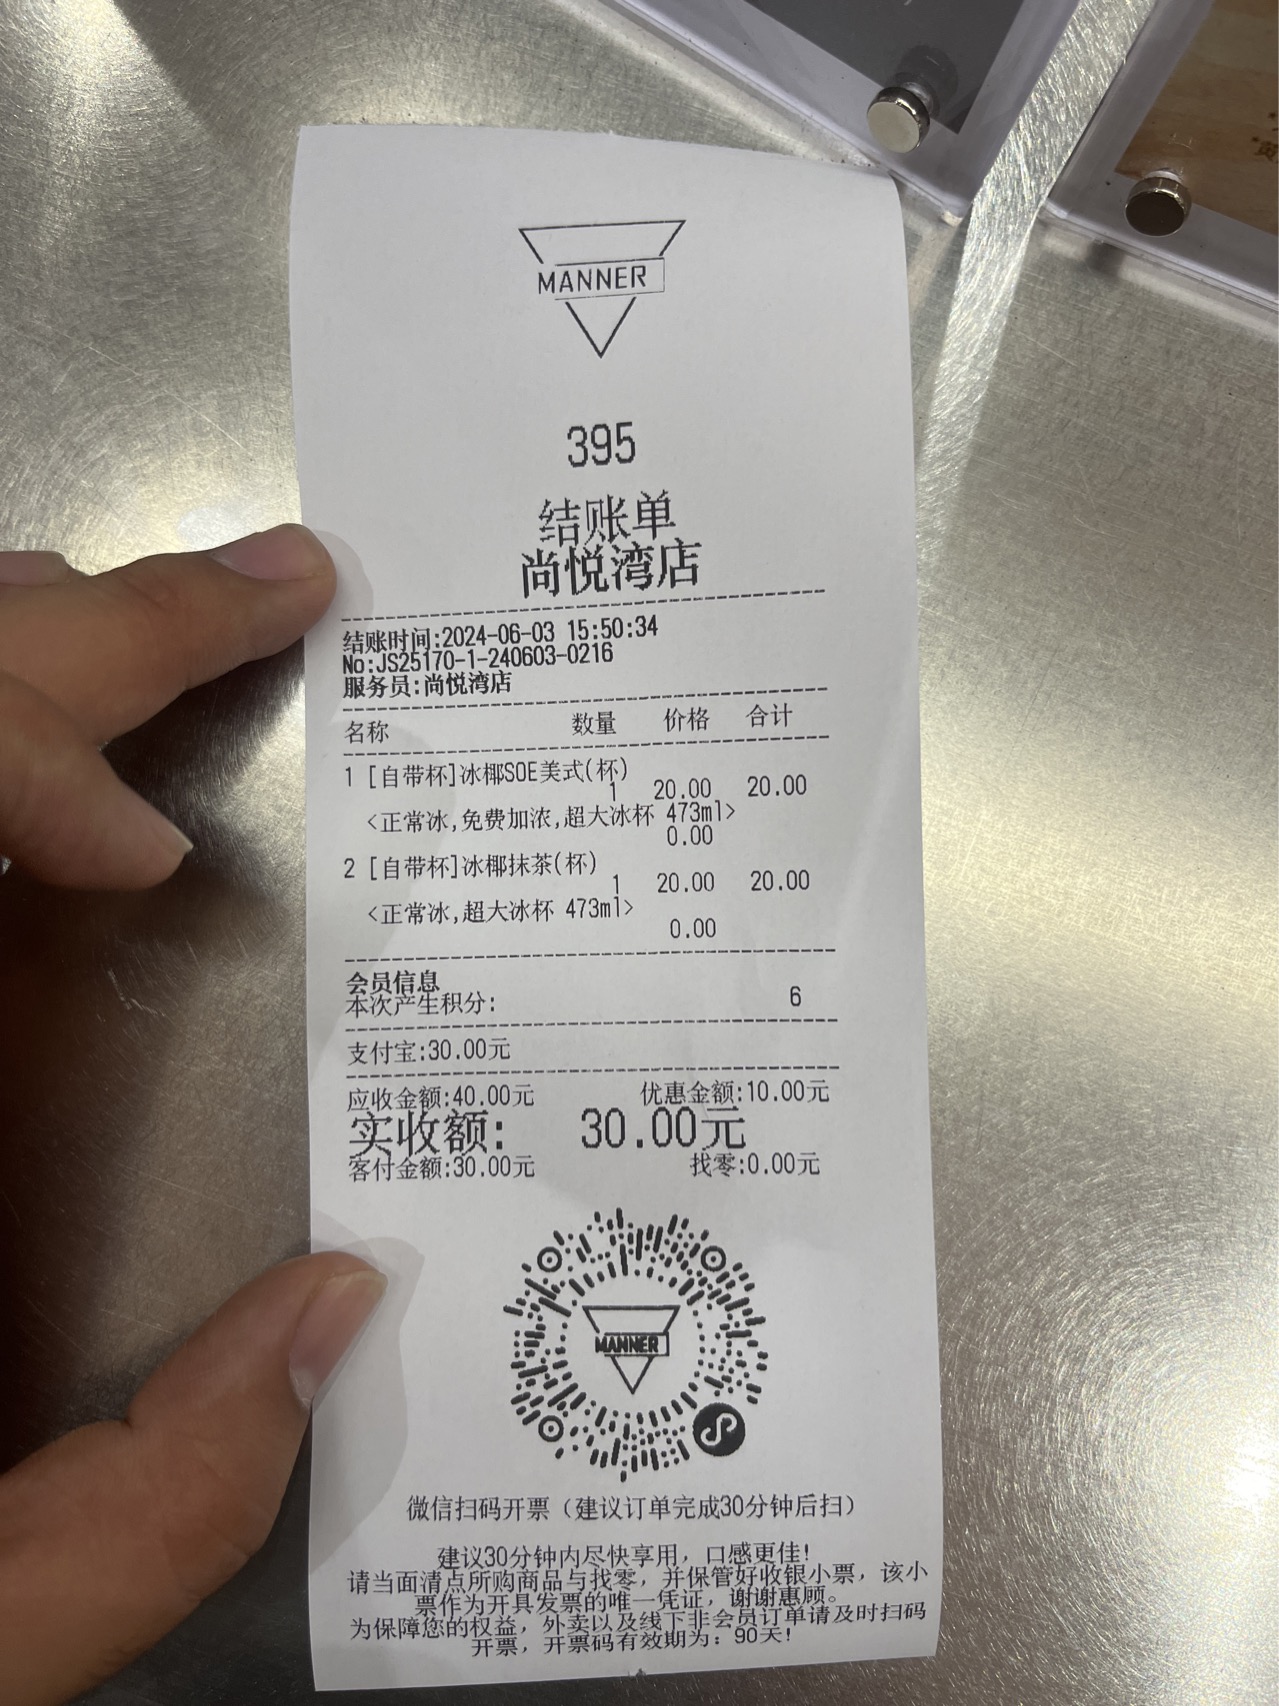 MANNER
395
结账单
尚悦湾店
结账时间:2024-06-03 15:50:34
No:JS25170-1-240603-0216
服务员:尚悦湾店
名称 数量 价格 合计
1 [自带杯]冰椰SOE美式(杯)
1 20.00 20.00
<正常冰,免费加浓,超大冰杯 473ml>
0.00
2 [自带杯]冰椰抹茶(杯)
1 20.00 20.00
<正常冰,超大冰杯 473ml>
0.00
会员信息
本次产生积分: 6
支付宝:30.00元
应收金额:40.00元 优惠金额:10.00元
实收额: 30.00元
客付金额:30.00元 找零:0.00元
MANNER
微信扫码开票（建议订单完成30分钟后扫）
建议30分钟内尽快享用，口感更佳!
请当面清点所购商品与找零，并保管好收银小票，该小
票作为开具发票的唯一凭证，谢谢惠顾。
为保障您的权益，外卖以及线下非会员订单请及时扫码
开票，开票码有效期为：90天!